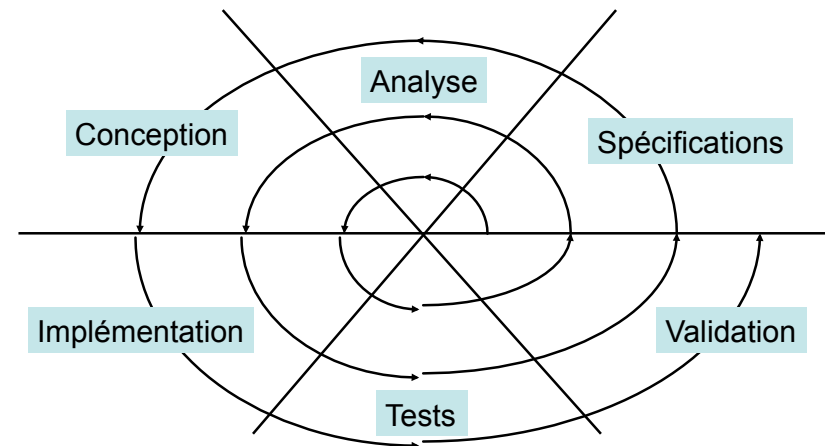 Analyse
Conception
Spécifications
Implémentation
Validation
Tests